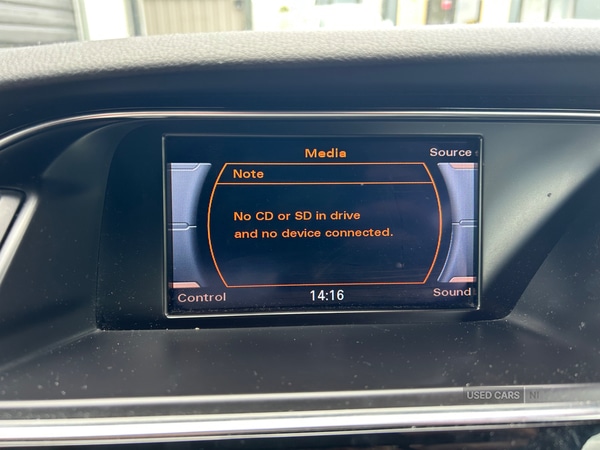 Media
Source
Note
No CD or SD in drive
and no device connected.
Control
14:16
Sound
USED CARS NI